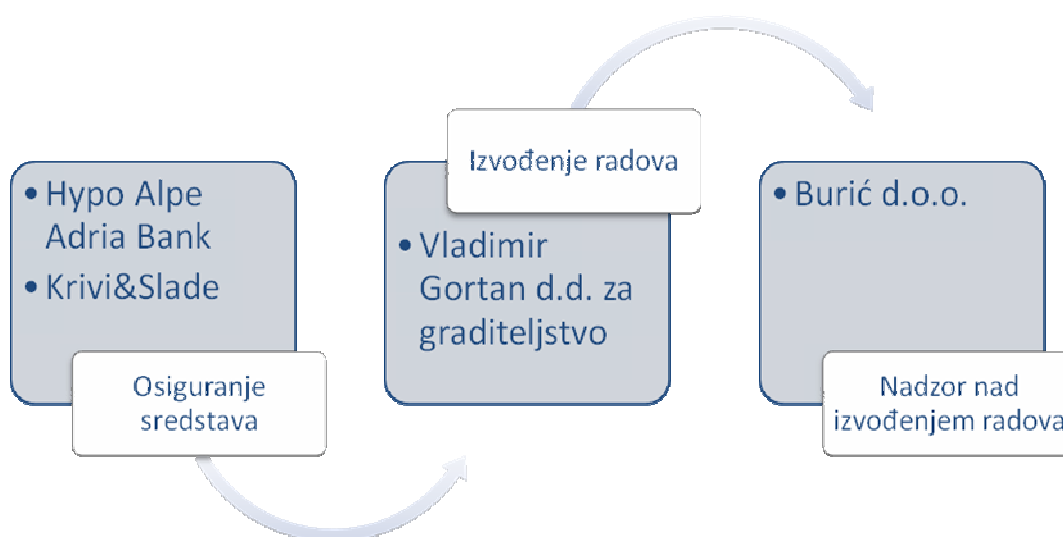 • Hypo Alpe
Adria Bank
• Krivi&Slade
Osiguranje
sredstava
Izvođenje radova
• Vladimir
Gortan d.d. za
graditeljstvo
• Burić d.o.o.
Nadzor nad
izvođenjem radova